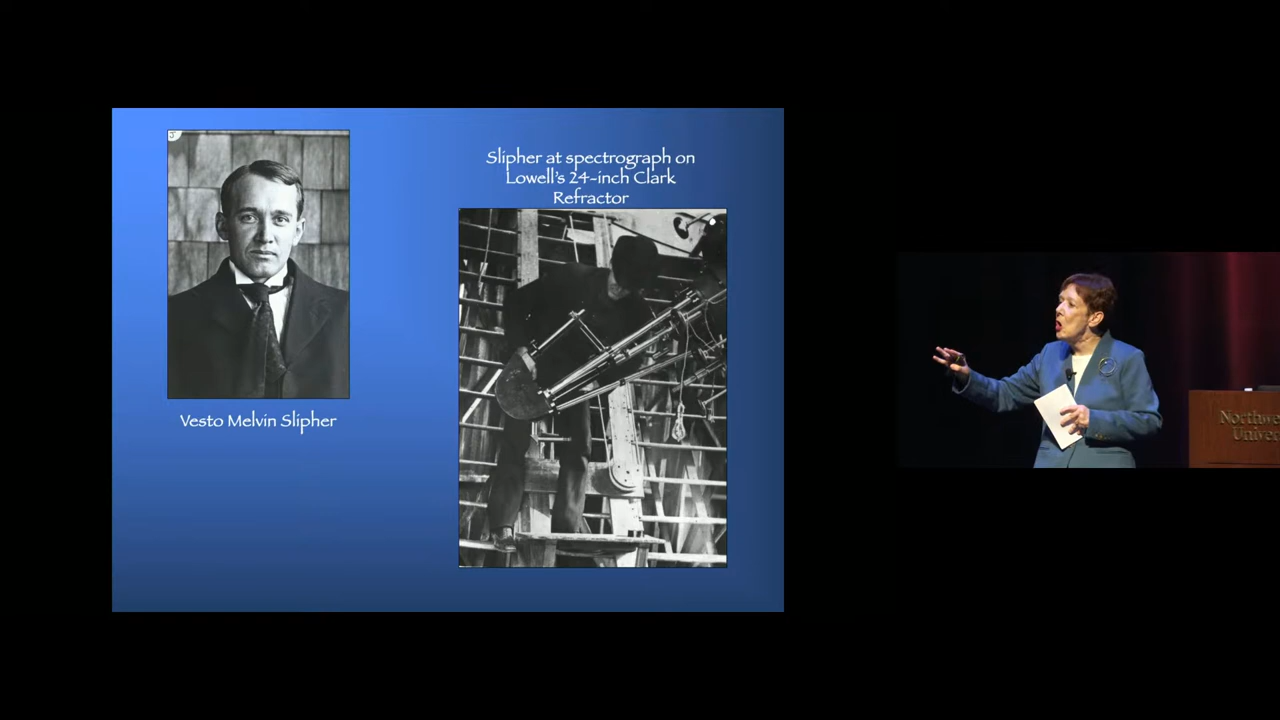 Slipher at spectrograph on
Lowell's 24-inch Clark
Refractor
Vesto Melvin Slipher